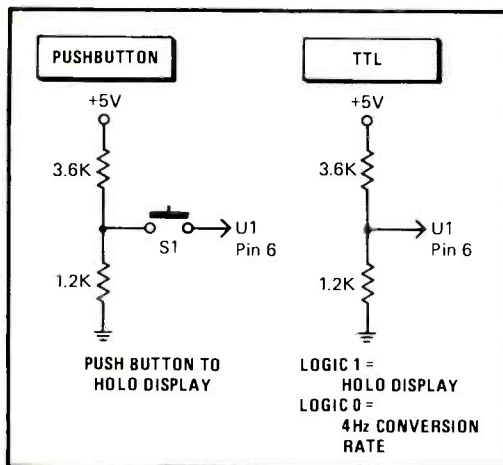 PUSHBUTTON
+5V
3.6K
S1
U1
Pin 6
1.2K
PUSH BUTTON TO
HOLO DISPLAY
TTL
+5V
3.6K
U1
Pin 6
1.2K
LOGIC 1 =
HOLO DISPLAY
LOGIC 0 =
4Hz CONVERSION
RATE